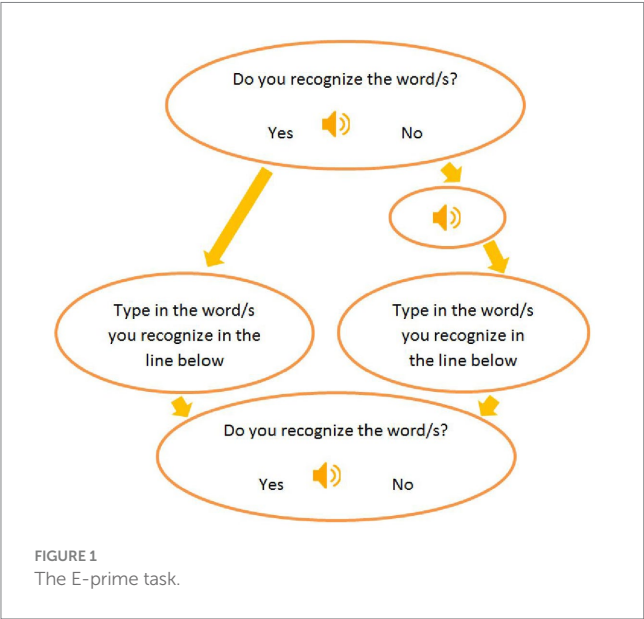 Do you recognize the word/s?
Yes No
Type in the word/s
you recognize in the
line below
Type in the word/s
you recognize in
the line below
Do you recognize the word/s?
Yes No
FIGURE 1
The E-prime task.